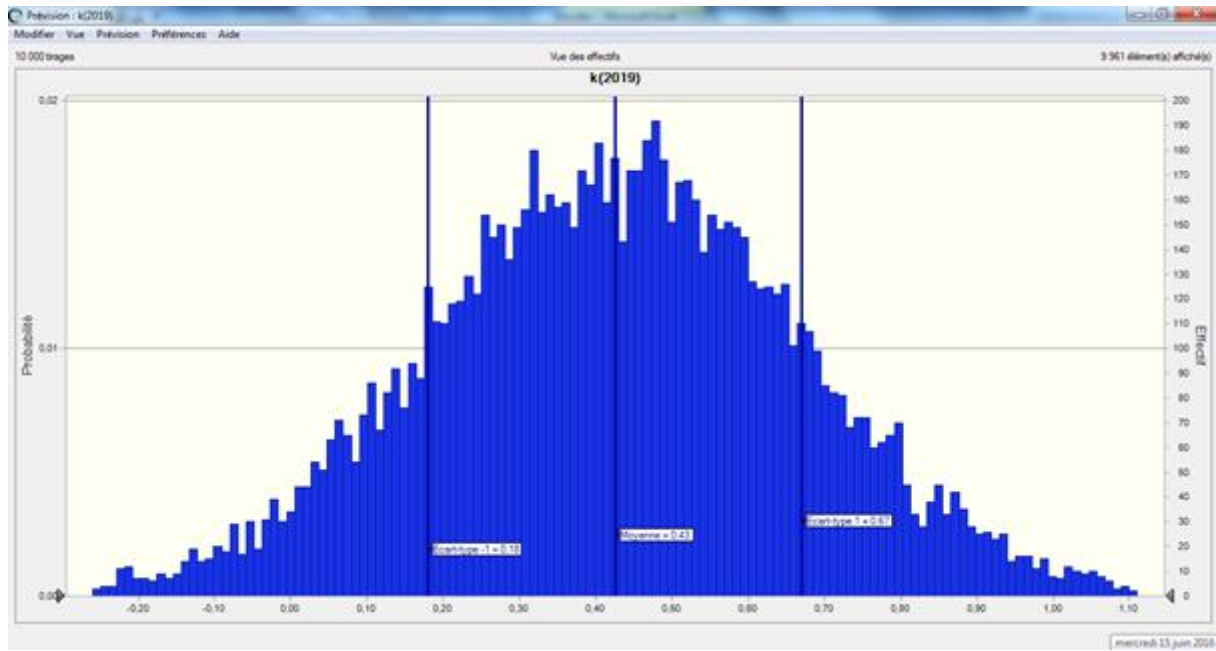 Prévision : k(2019)
Modifier Vue Prévision Préférences Aide
10 000 tirages
Vue des effectifs
9 961 élément(s) affiché(s)
k(2019)
0,02
0,01
0,00
Probabilité
200
190
180
170
160
150
140
130
120
110
100
90
80
70
60
50
40
30
20
10
0
Effectif
Ecart-type -1 = 0,18
Moyenne = 0,43
Ecart-type 1 = 0,67
-0,20 -0,10 0,00 0,10 0,20 0,30 0,40 0,50 0,60 0,70 0,80 0,90 1,00 1,10
mercredi 15 juin 2016